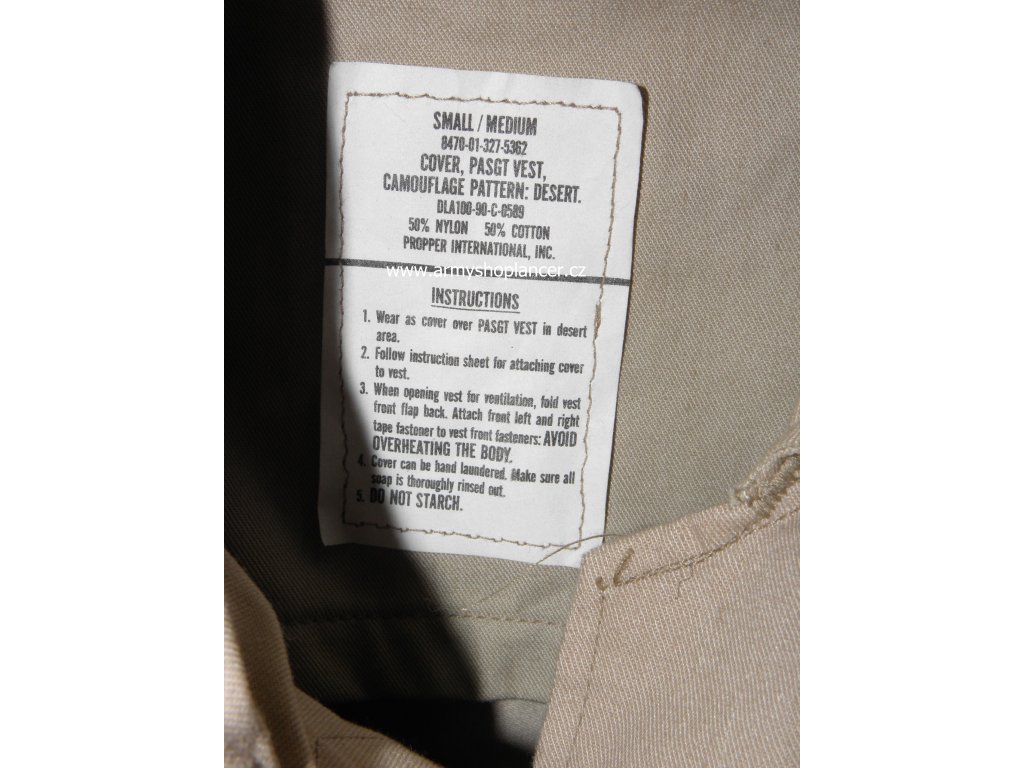 SMALL / MEDIUM
8470-01-327-5362
COVER, PASGT VEST,
CAMOUFLAGE PATTERN: DESERT.
DLA100-90-C-0589
50% NYLON 50% COTTON
PROPPER INTERNATIONAL, INC.
www.armyshoplancer.cz
INSTRUCTIONS
1. Wear as cover over PASGT VEST in desert
area.
2. Follow instruction sheet for attaching cover
to vest.
3. When opening vest for ventilation, fold vest
front flap back. Attach front left and right
tape fastener to vest front fasteners: AVOID
OVERHEATING THE BODY.
4. Cover can be hand laundered. Make sure all
soap is thoroughly rinsed out.
5. DO NOT STARCH.